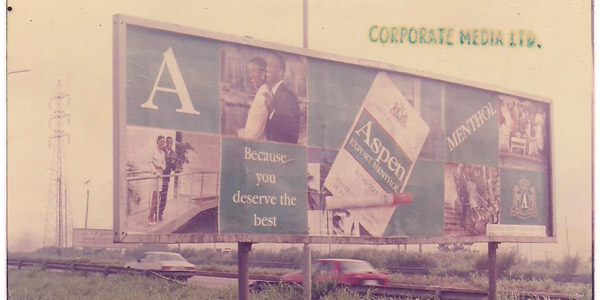 CORPORATE MEDIA LTD.
A
Because
you
deserve the
best
Aspen
EXPORT MENTHOL
MENTHOL
A